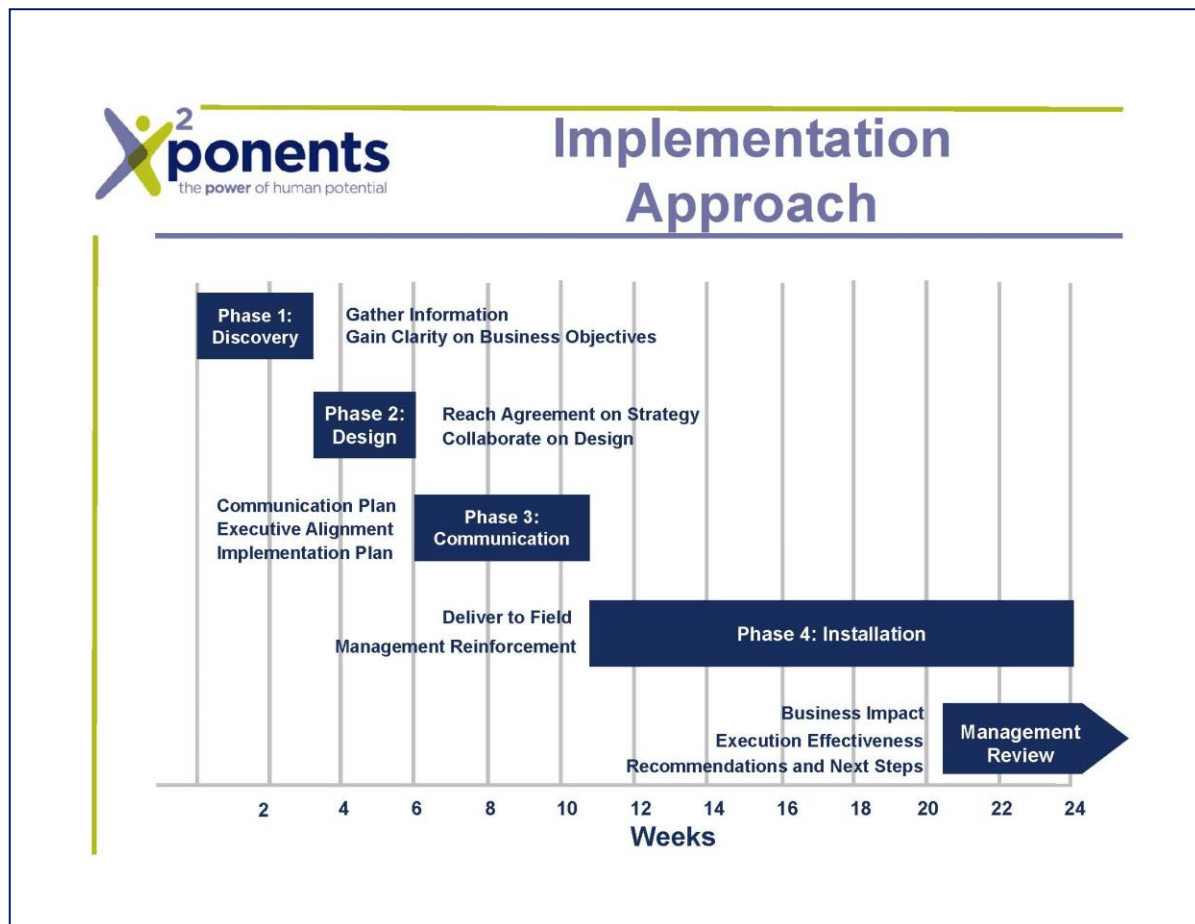 2
Xponents
the power of human potential
Implementation
Approach
Phase 1:
Discovery
Gather Information
Gain Clarity on Business Objectives
Phase 2:
Design
Reach Agreement on Strategy
Collaborate on Design
Communication Plan
Executive Alignment
Implementation Plan
Phase 3:
Communication
Deliver to Field
Management Reinforcement
Phase 4: Installation
Business Impact
Execution Effectiveness
Recommendations and Next Steps
Management
Review
2 4 6 8 10 12 14 16 18 20 22 24
Weeks